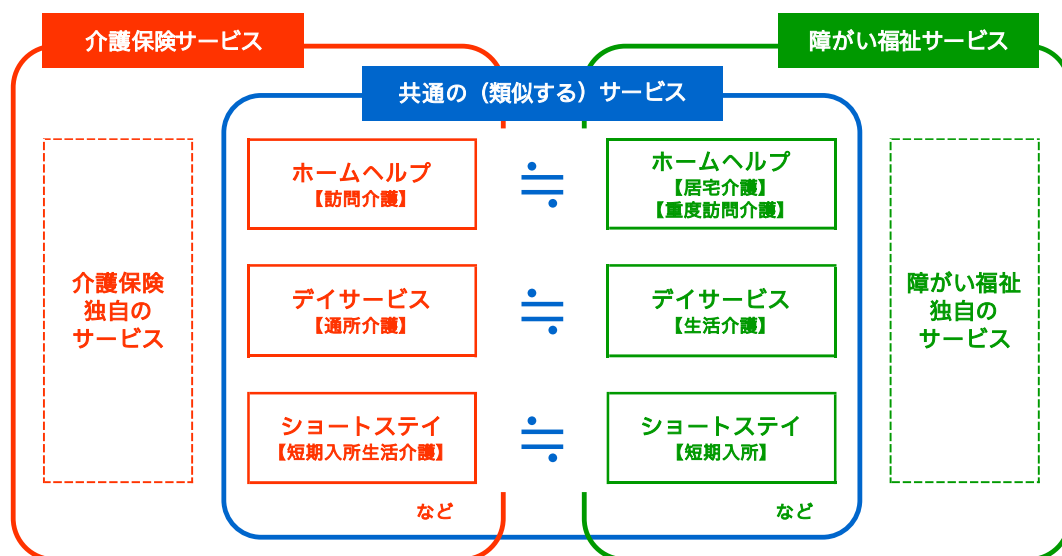 介護保険サービス
障がい福祉サービス
共通の（類似する）サービス
介護保険
独自の
サービス
ホームヘルプ
【訪問介護】
≒
ホームヘルプ
【居宅介護】
【重度訪問介護】
デイサービス
【通所介護】
≒
デイサービス
【生活介護】
ショートステイ
【短期入所生活介護】
≒
ショートステイ
【短期入所】
など
など
障がい福祉
独自の
サービス